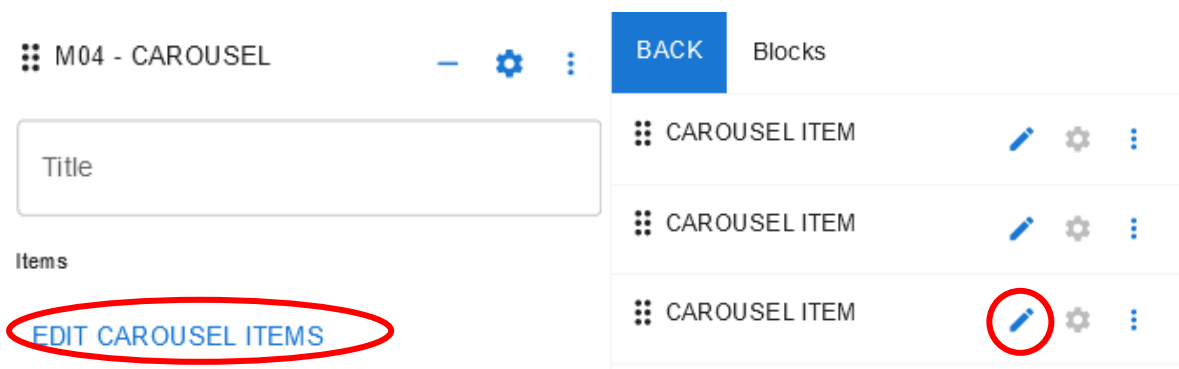 M04 - CAROUSEL
Title
Items
EDIT CAROUSEL ITEMS
BACK Blocks
CAROUSEL ITEM
CAROUSEL ITEM
CAROUSEL ITEM